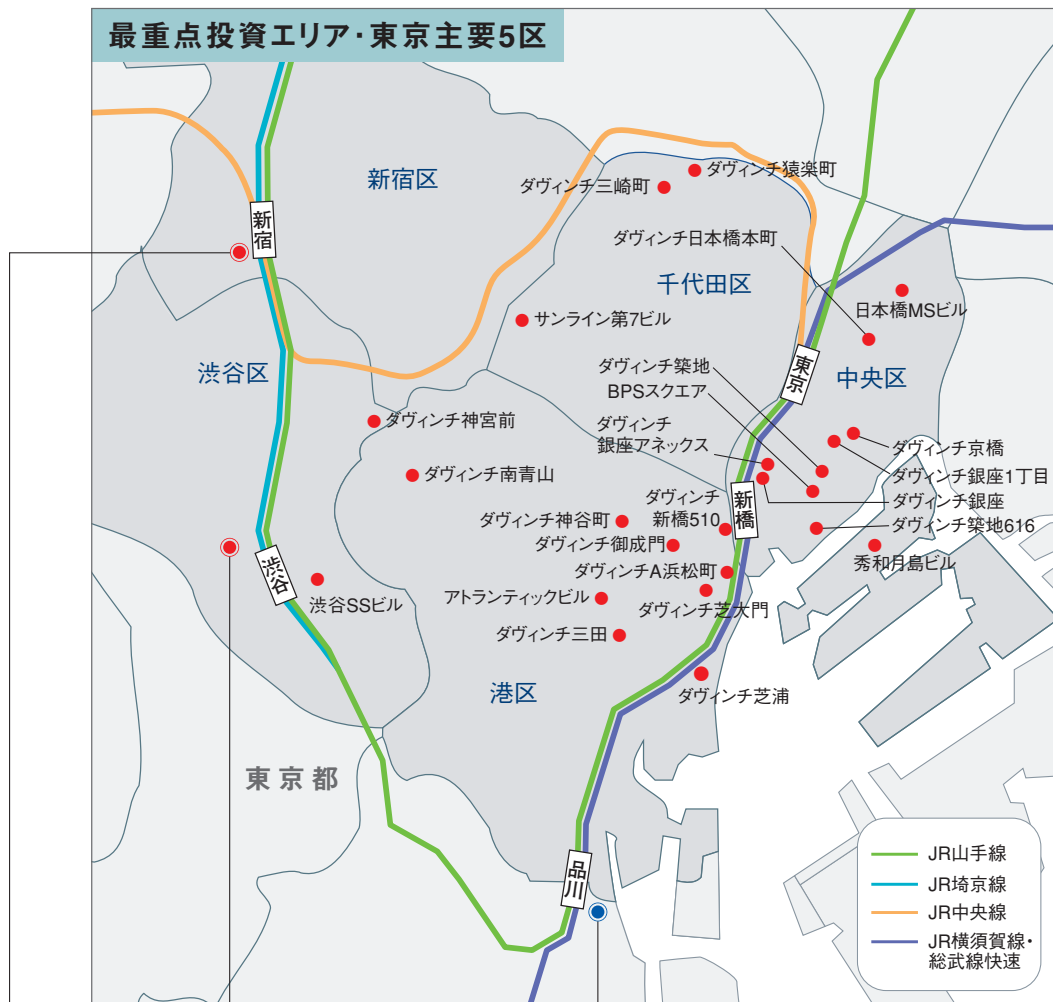 最重点投資エリア・東京主要5区
新宿区
ダヴィンチ猿楽町
ダヴィンチ三崎町
新宿
ダヴィンチ日本橋本町
千代田区
日本橋MSビル
サンライン第7ビル
東京
中央区
渋谷区
ダヴィンチ築地
BPSスクエア
ダヴィンチ
銀座アネックス
ダヴィンチ神宮前
ダヴィンチ京橋
ダヴィンチ銀座1丁目
ダヴィンチ南青山
ダヴィンチ銀座
ダヴィンチ
新橋510
新橋
ダヴィンチ神谷町
ダヴィンチ築地616
ダヴィンチ御成門
秀和月島ビル
ダヴィンチA浜松町
渋谷
渋谷SSビル
アトランティックビル
ダヴィンチ芝大門
ダヴィンチ三田
港区
ダヴィンチ芝浦
東京都
品川
JR山手線
JR埼京線
JR中央線
JR横須賀線・
総武線快速